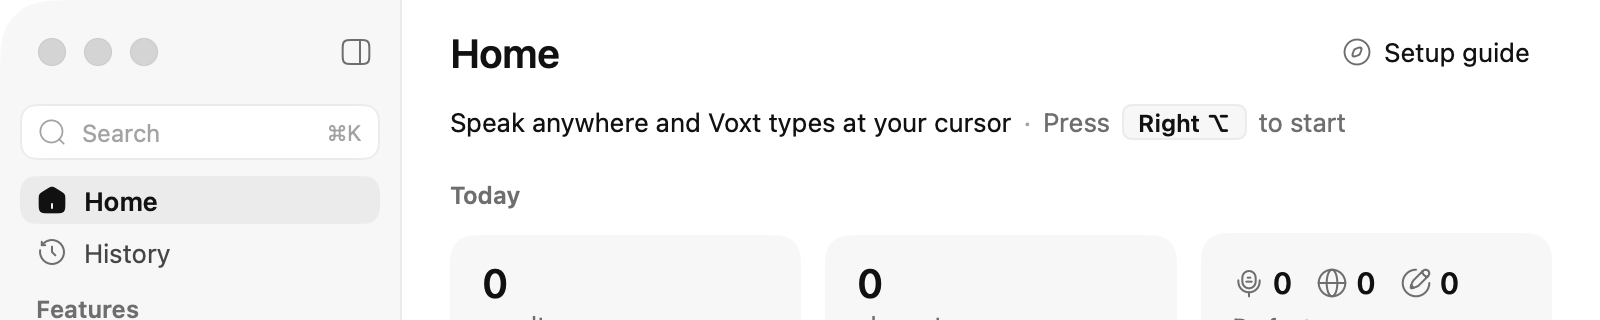 Home
Setup guide
Search ⌘K
Speak anywhere and Voxt types at your cursor · Press Right ⌥ to start
Home
Today
History
0
0
0 0 0
Features